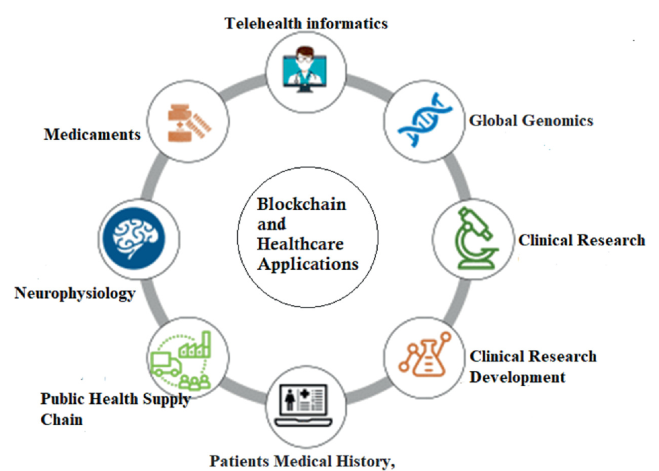 Telehealth informatics
Medicaments
Global Genomics
Blockchain
and
Healthcare
Applications
Clinical Research
Neurophysiology
Clinical Research
Development
Public Health Supply
Chain
Patients Medical History,